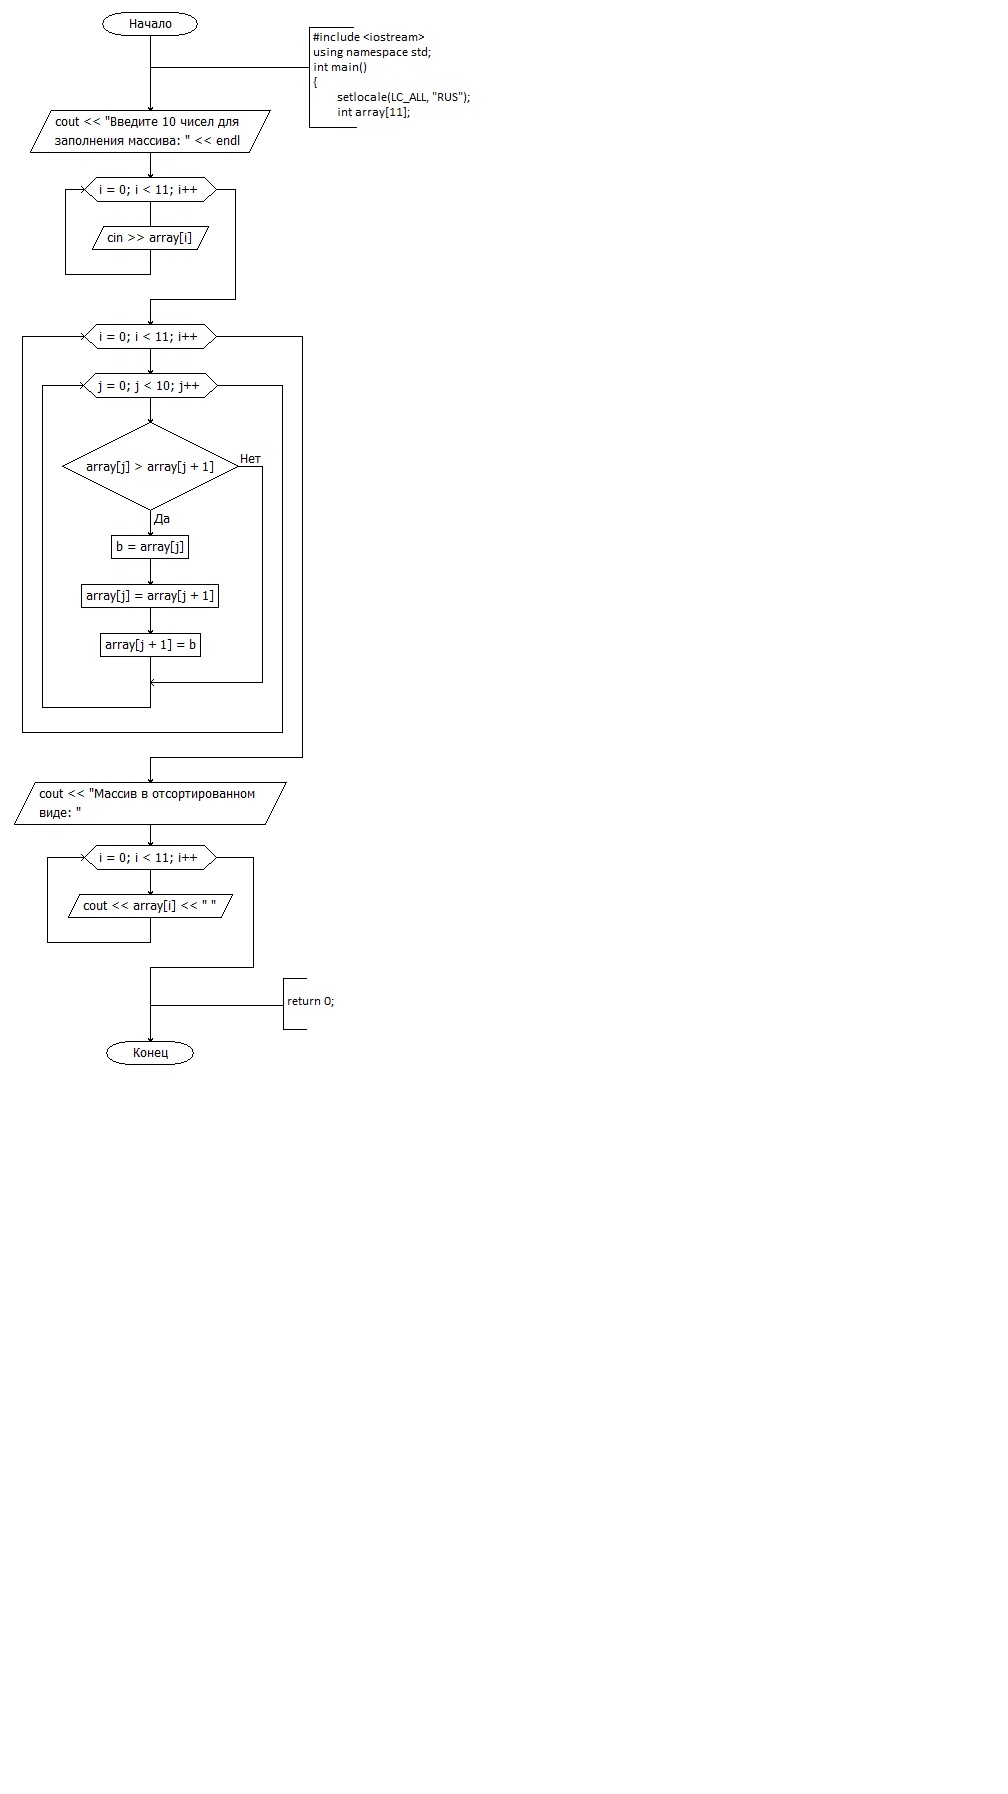 Начало
#include <iostream>
using namespace std;
int main()
{
setlocale(LC_ALL, "RUS");
int array[11];
cout << "Введите 10 чисел для
заполнения массива: " << endl
i = 0; i < 11; i++
cin >> array[i]
i = 0; i < 11; i++
j = 0; j < 10; j++
array[j] > array[j + 1]
Нет
Да
b = array[j]
array[j] = array[j + 1]
array[j + 1] = b
cout << "Массив в отсортированном
виде: "
i = 0; i < 11; i++
cout << array[i] << " "
return 0;
Конец